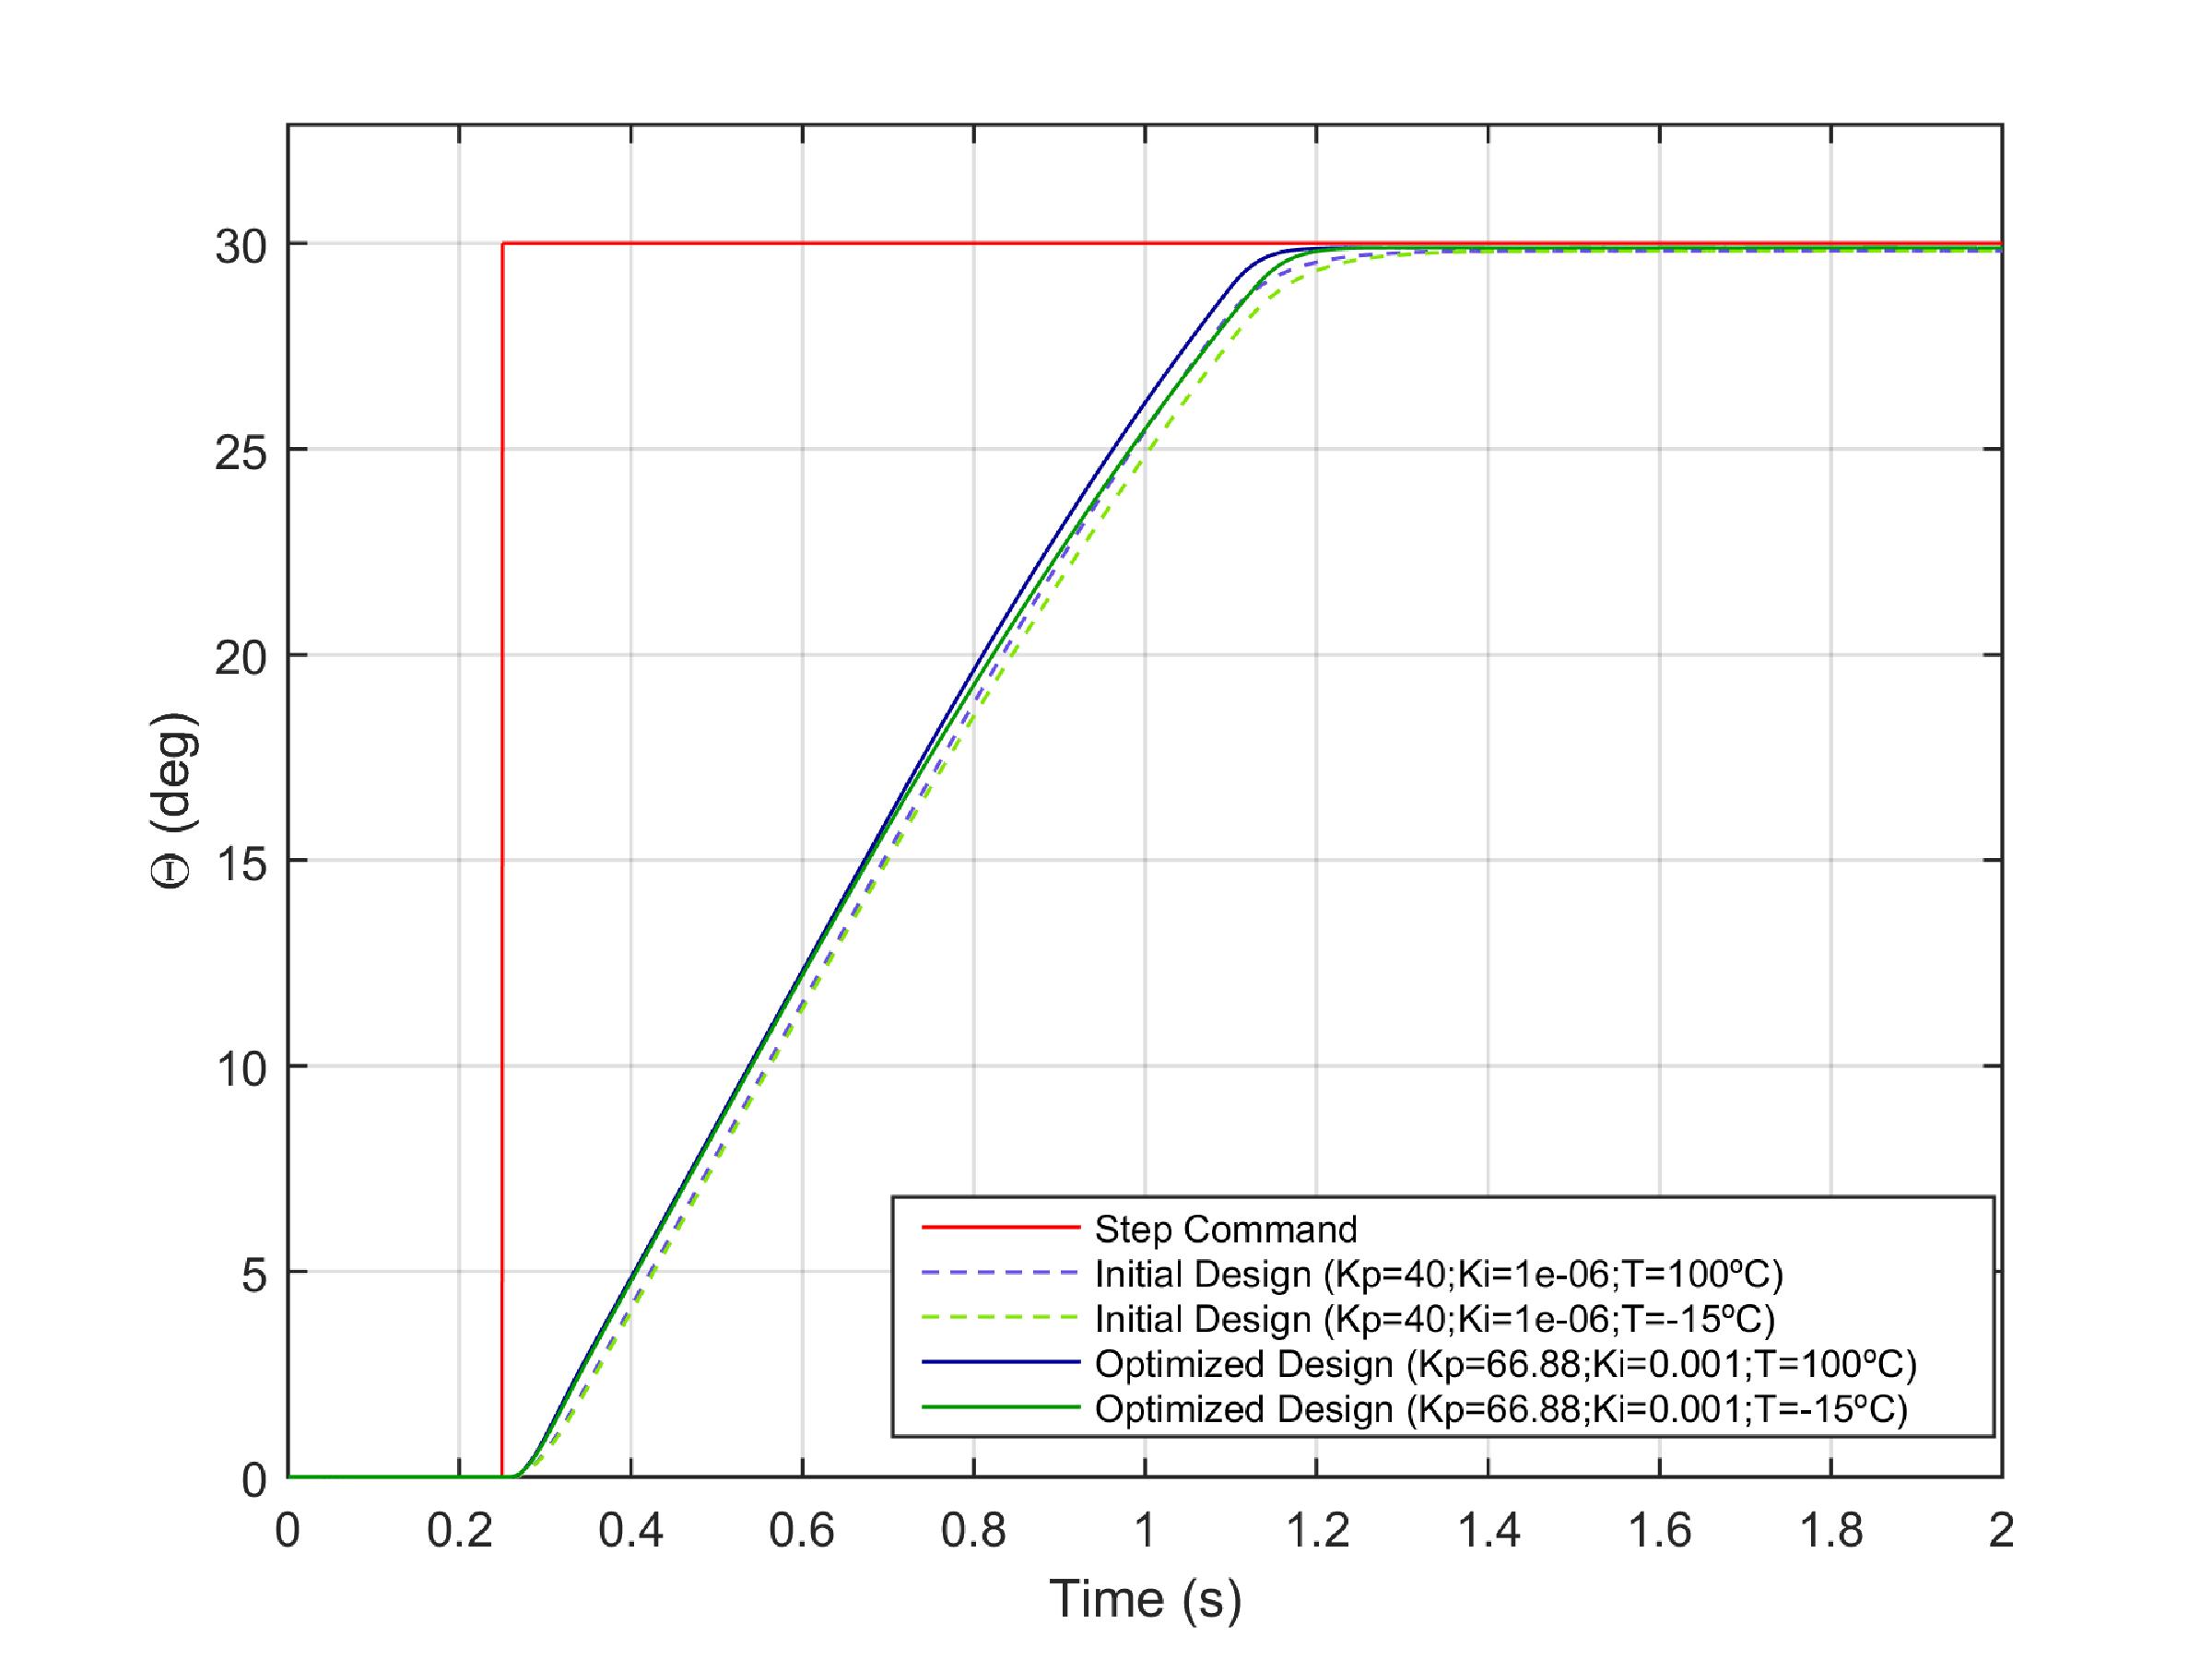 30
25
20
15
10
5
0
Θ (deg)
Step Command
Initial Design (Kp=40;Ki=1e-06;T=100ºC)
Initial Design (Kp=40;Ki=1e-06;T=-15ºC)
Optimized Design (Kp=66.88;Ki=0.001;T=100ºC)
Optimized Design (Kp=66.88;Ki=0.001;T=-15ºC)
0 0.2 0.4 0.6 0.8 1 1.2 1.4 1.6 1.8 2
Time (s)